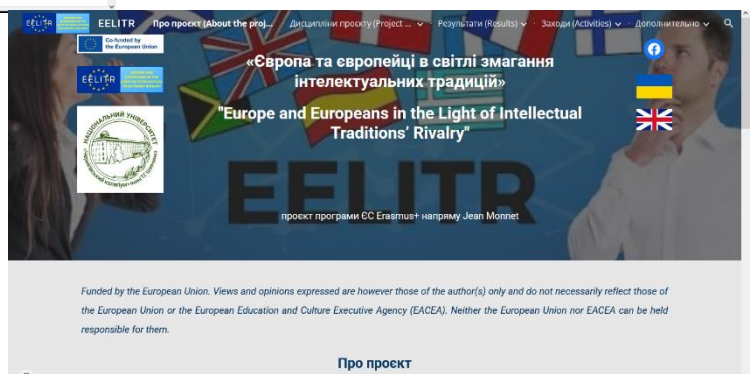 EELITR
EELITR
Про проєкт (About the proj...
Дисципліни проєкту (Project ...
Результати (Results)
Заходи (Activities)
Дополнительно
Co-funded by
the European Union
EELITR
«Європа та європейці в світлі змагання
інтелектуальних традицій»
"Europe and Europeans in the Light of Intellectual
Traditions' Rivalry"
НАЦІОНАЛЬНИЙ УНІВЕРСИТЕТ
EELITR
проєкт програми ЄС Erasmus+ напряму Jean Monnet
Funded by the European Union. Views and opinions expressed are however those of the author(s) only and do not necessarily reflect those of
the European Union or the European Education and Culture Executive Agency (EACEA). Neither the European Union nor EACEA can be held
responsible for them.
Про проєкт